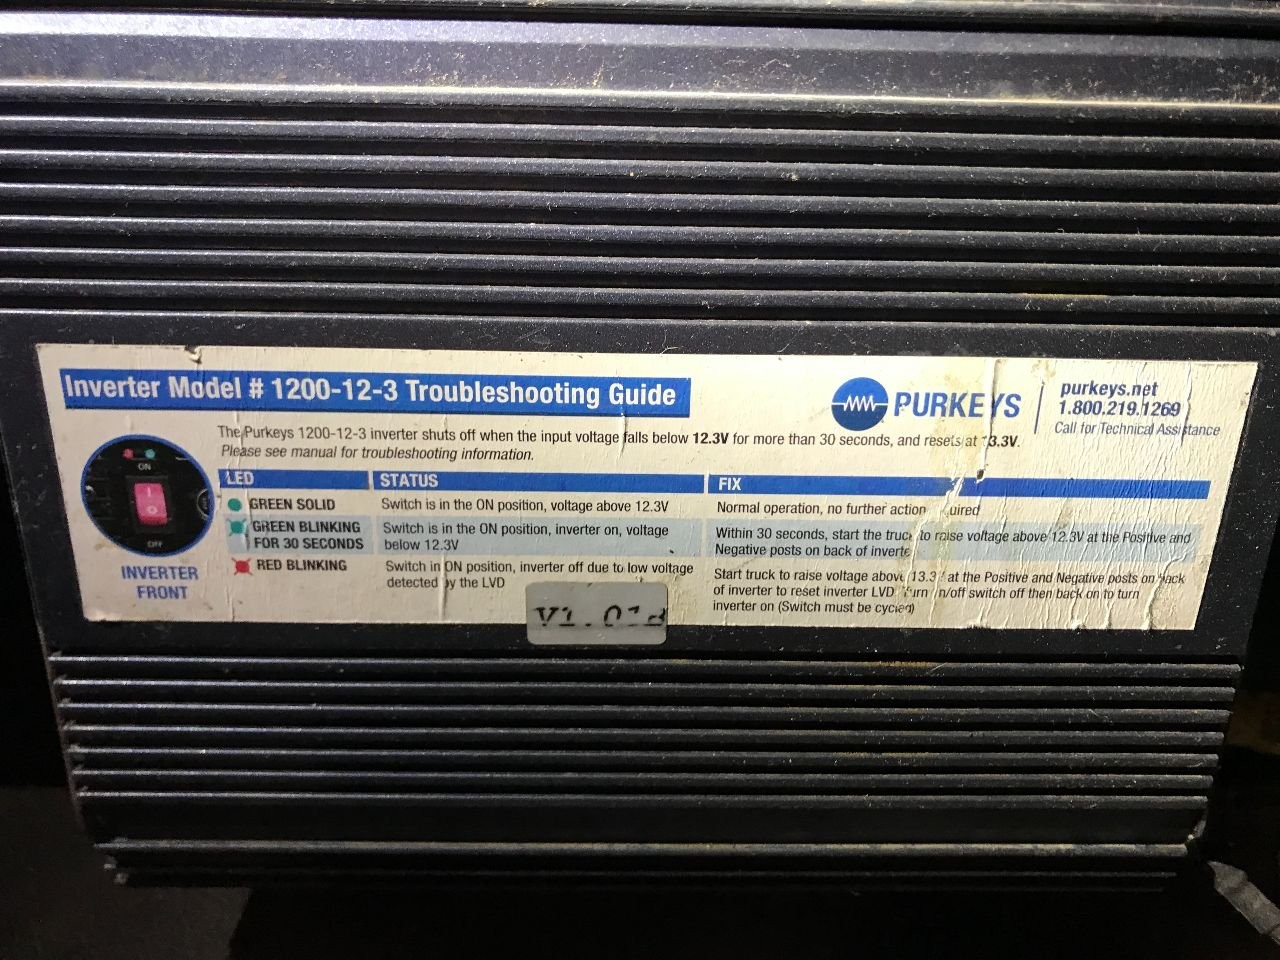 Inverter Model # 1200-12-3 Troubleshooting Guide
PURKEYS
purkeys.net
1.800.219.1269
Call for Technical Assistance
The Purkeys 1200-12-3 inverter shuts off when the input voltage falls below 12.3V for more than 30 seconds, and resets at 13.3V.
Please see manual for troubleshooting information.
ON
OFF
INVERTER
FRONT
LED STATUS FIX
GREEN SOLID Switch is in the ON position, voltage above 12.3V Normal operation, no further action
GREEN BLINKING
FOR 30 SECONDS
Switch is in the ON position, inverter on, voltage
below 12.3V
Within 30 seconds, start the truck to raise voltage above 12.3V at the Positive and
Negative posts on back of inverte
RED BLINKING
Switch in ON position, inverter off due to low voltage
detected by the LVD
Start truck to raise voltage above 13.3 at the Positive and Negative posts on back
of inverter to reset inverter LVD. Turn on/off switch off then back on to turn
inverter on (Switch must be cycled)